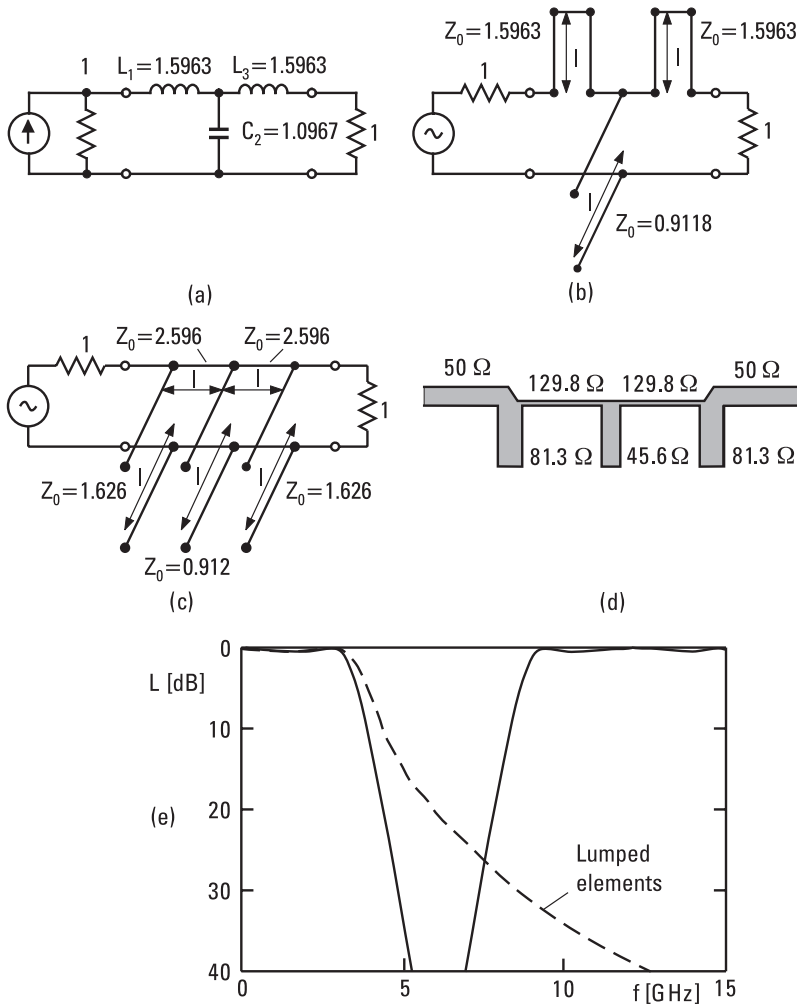 1
L₁=1.5963
L₃=1.5963
C₂=1.0967
1
(a)
Z₀=1.5963
Z₀=1.5963
l
l
1
1
l
Z₀=0.9118
(b)
1
Z₀=2.596
Z₀=2.596
l
l
1
l
l
l
Z₀=1.626
Z₀=1.626
Z₀=0.912
(c)
50 Ω
129.8 Ω
129.8 Ω
50 Ω
81.3 Ω
45.6 Ω
81.3 Ω
(d)
0
L [dB]
10
20
(e)
30
40
Lumped
elements
0
5
10
f [GHz]
15